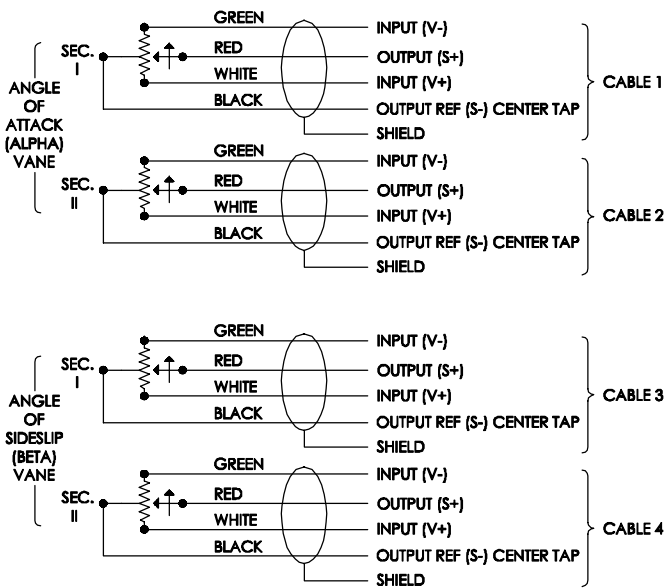 ANGLE
OF
ATTACK
(ALPHA)
VANE
SEC.
I
GREEN INPUT (V-)
RED OUTPUT (S+)
WHITE INPUT (V+)
BLACK OUTPUT REF (S-) CENTER TAP
SHIELD
CABLE 1
SEC.
II
GREEN INPUT (V-)
RED OUTPUT (S+)
WHITE INPUT (V+)
BLACK OUTPUT REF (S-) CENTER TAP
SHIELD
CABLE 2
ANGLE
OF
SIDESLIP
(BETA)
VANE
SEC.
I
GREEN INPUT (V-)
RED OUTPUT (S+)
WHITE INPUT (V+)
BLACK OUTPUT REF (S-) CENTER TAP
SHIELD
CABLE 3
SEC.
II
GREEN INPUT (V-)
RED OUTPUT (S+)
WHITE INPUT (V+)
BLACK OUTPUT REF (S-) CENTER TAP
SHIELD
CABLE 4